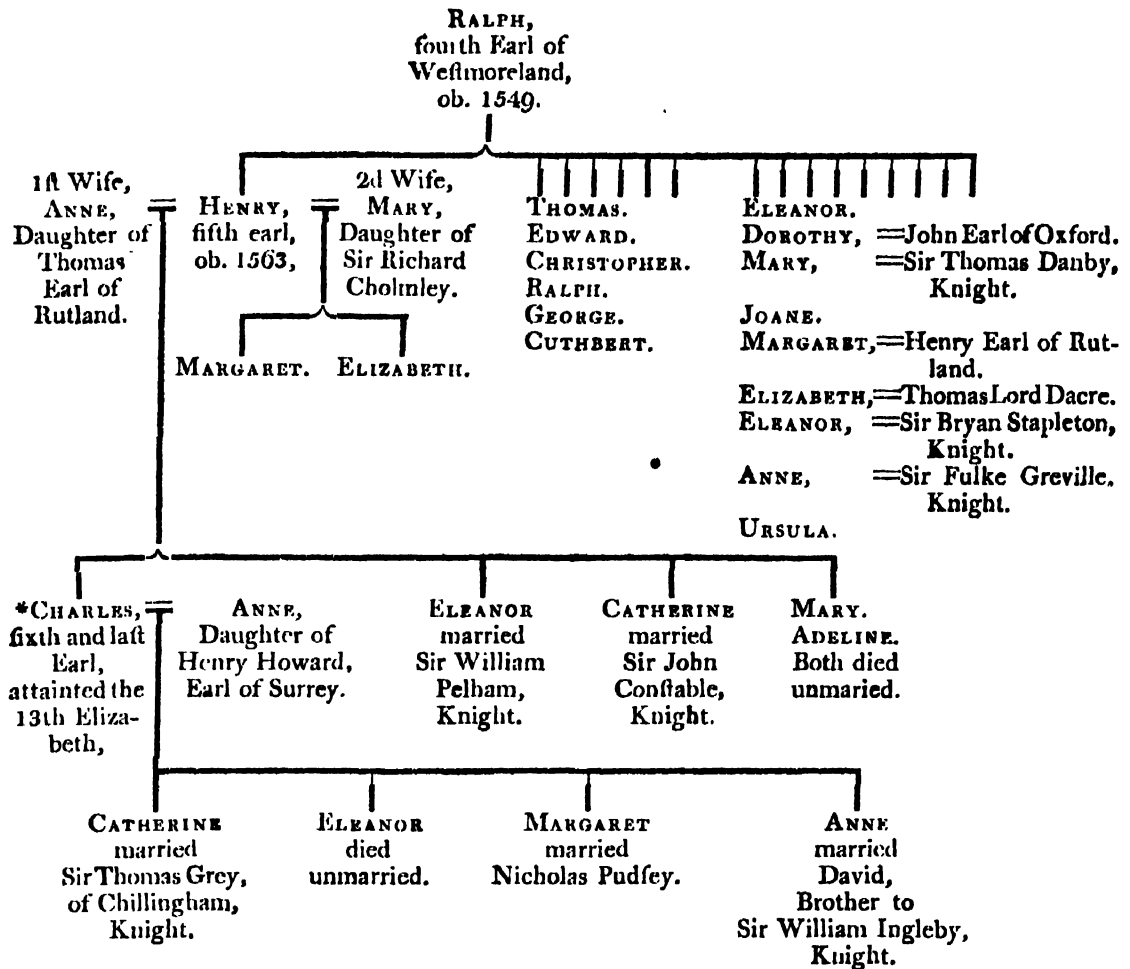 RALPH,
fourth Earl of
Weſtmoreland,
ob. 1549.
1ſt Wife,
ANNE,
Daughter of
Thomas
Earl of
Rutland.
HENRY,
fifth earl,
ob. 1563,
2d Wife,
MARY,
Daughter of
Sir Richard
Cholmley.
MARGARET.
ELIZABETH.
THOMAS.
EDWARD.
CHRISTOPHER.
RALPH.
GEORGE.
CUTHBERT.
ELEANOR.
DOROTHY, =John Earl of Oxford.
MARY, =Sir Thomas Danby,
Knight.
JOANE.
MARGARET,=Henry Earl of Rut-
land.
ELIZABETH,=Thomas Lord Dacre.
ELEANOR, =Sir Bryan Stapleton,
Knight.
ANNE, =Sir Fulke Greville.
Knight.
URSULA.
*CHARLES,
ſixth and laſt
Earl,
attainted the
13th Eliza-
beth,
=
ANNE,
Daughter of
Henry Howard,
Earl of Surrey.
ELEANOR
married
Sir William
Pelham,
Knight.
CATHERINE
married
Sir John
Conſtable,
Knight.
MARY.
ADELINE.
Both died
unmaried.
CATHERINE
married
Sir Thomas Grey,
of Chillingham,
Knight.
ELEANOR
died
unmarried.
MARGARET
married
Nicholas Pudſey.
ANNE
married
David,
Brother to
Sir William Ingleby,
Knight.